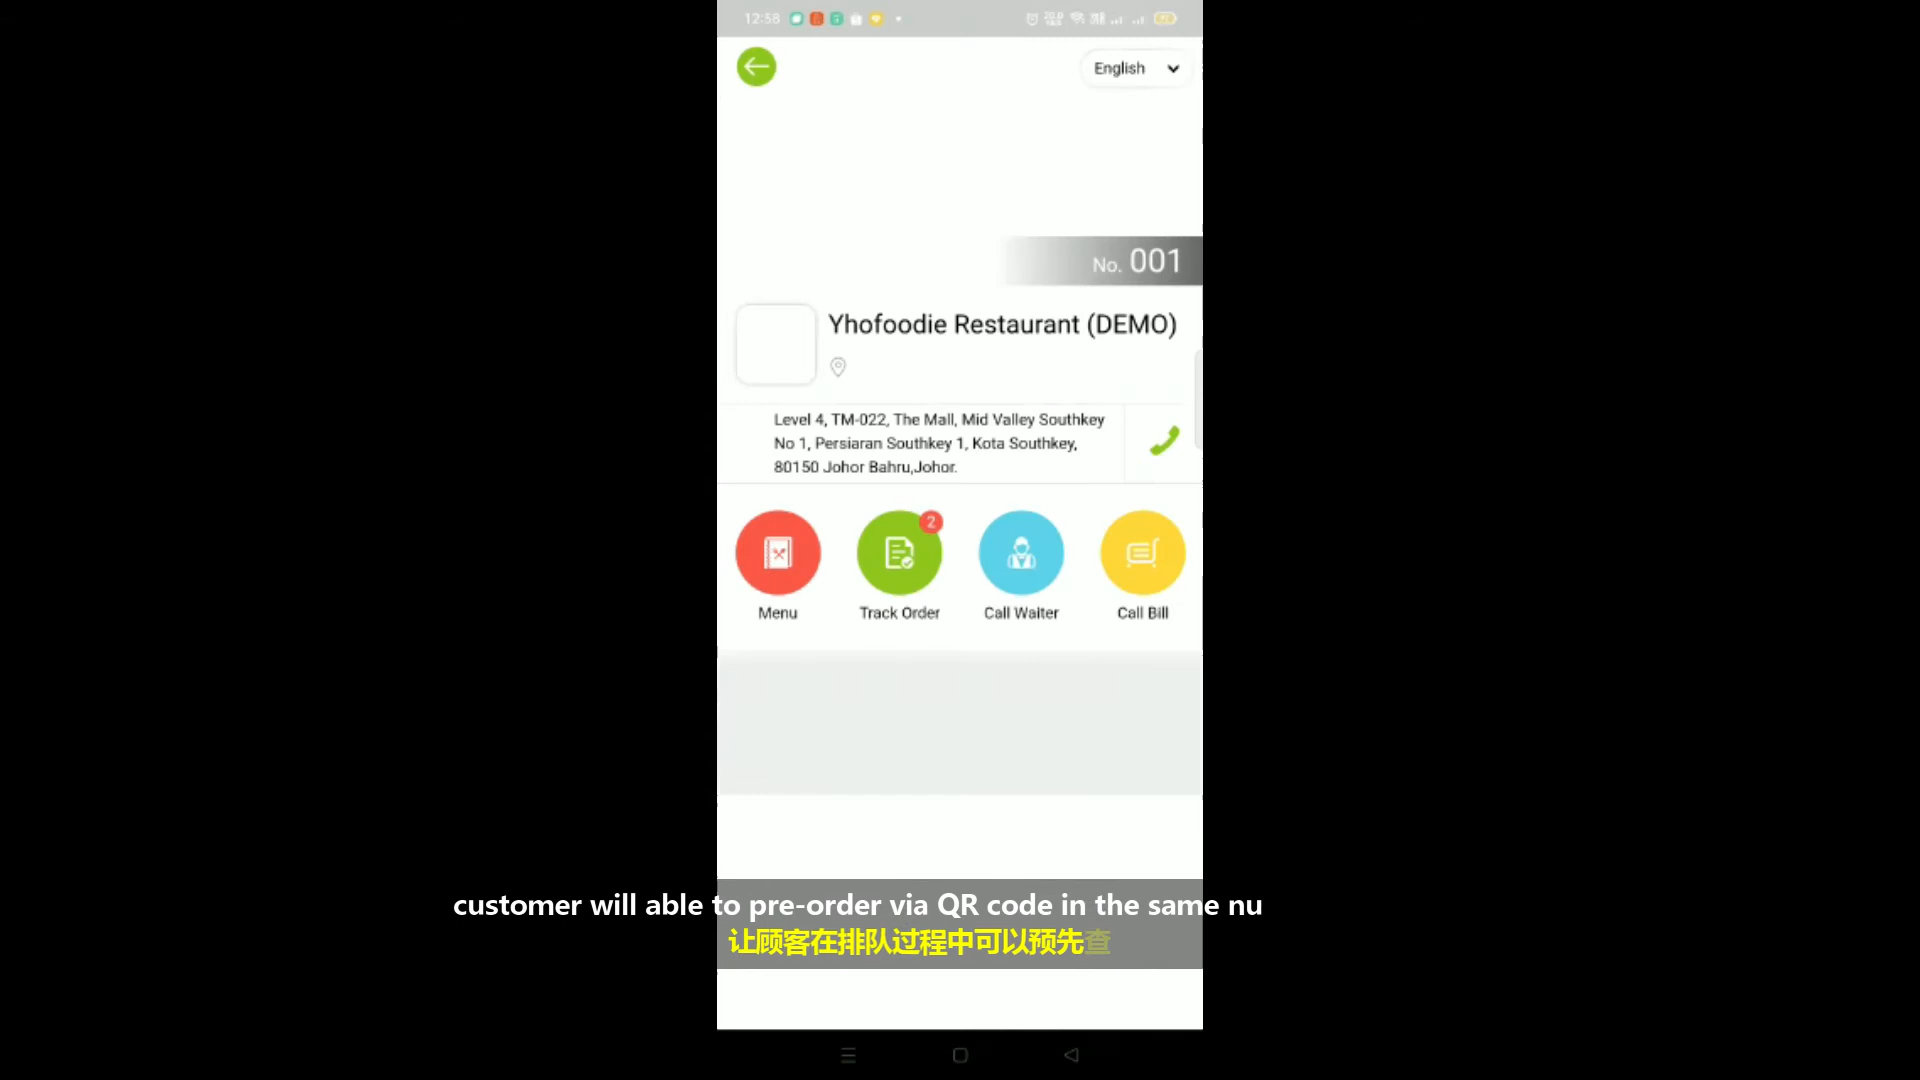 12:58
English
No. 001
Yhofoodie Restaurant (DEMO)
Level 4, TM-022, The Mall, Mid Valley Southkey
No 1, Persiaran Southkey 1, Kota Southkey,
80150 Johor Bahru,Johor.
2
Menu
Track Order
Call Waiter
Call Bill
customer will able to pre-order via QR code in the same nu
让顾客在排队过程中可以预先查